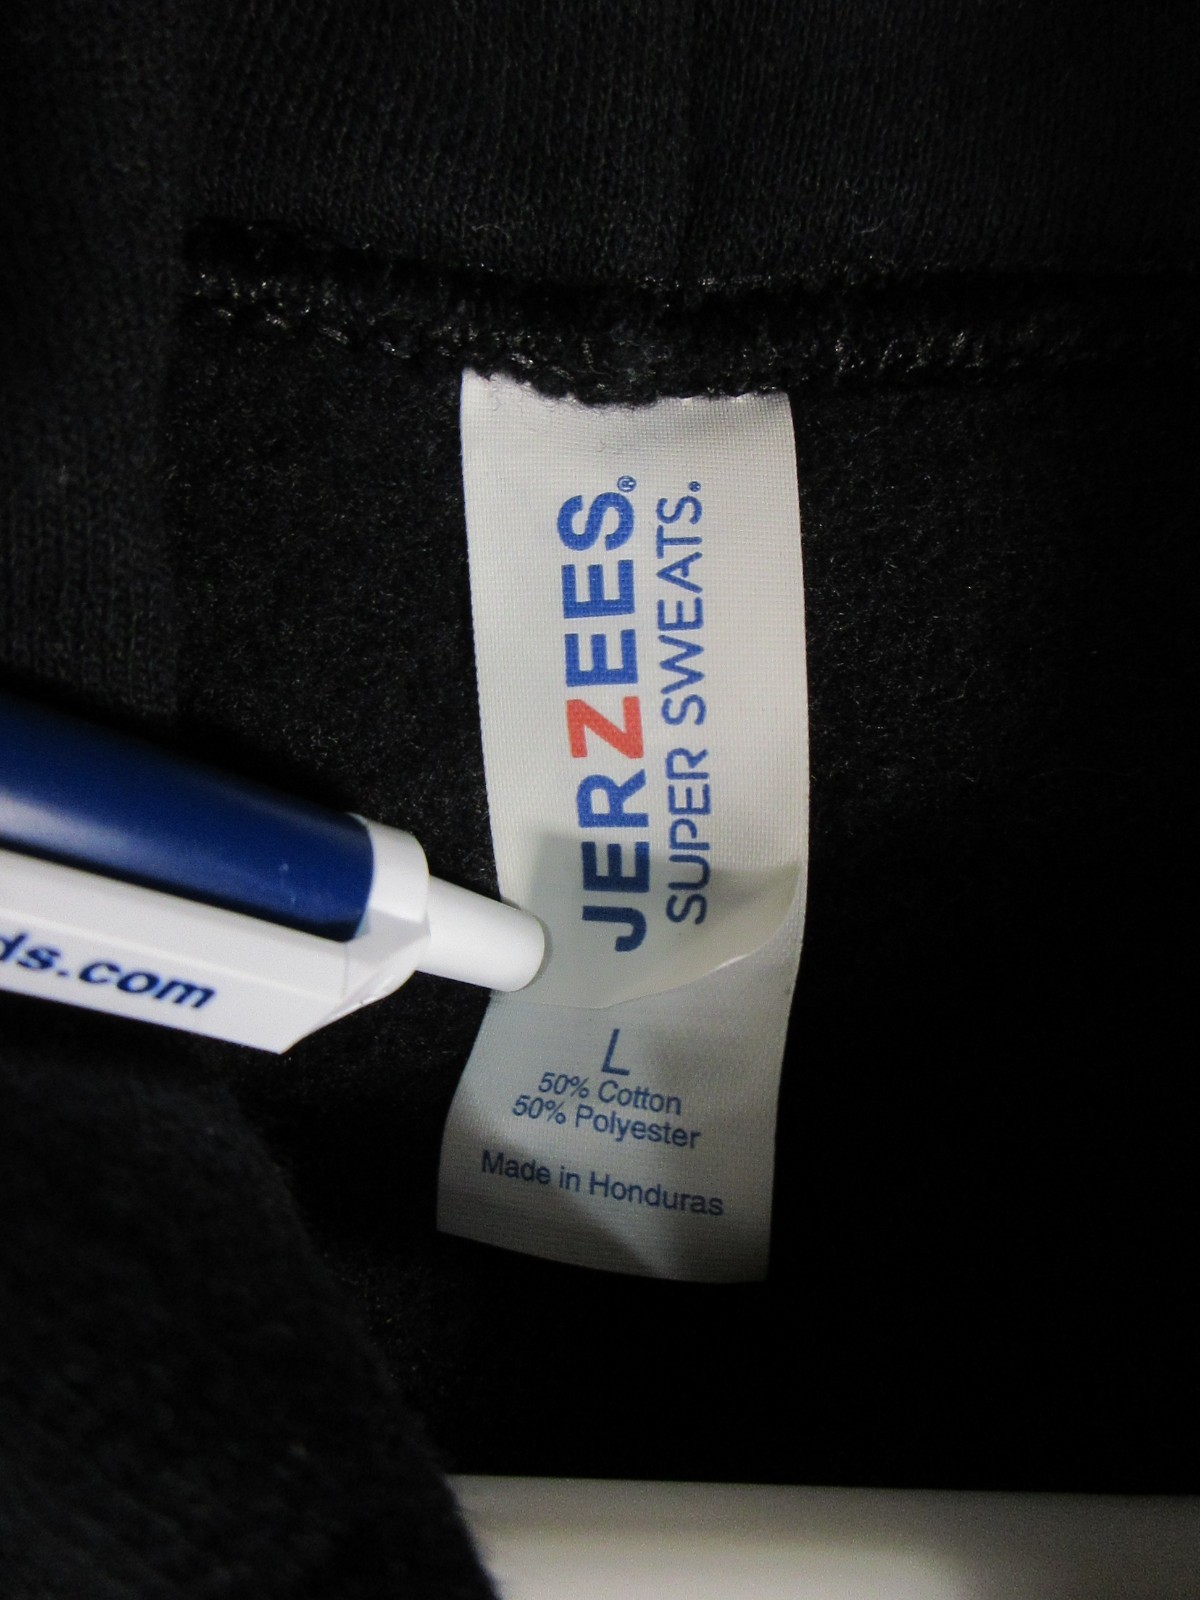 JERZEES®
SUPER SWEATS.
L
50% Cotton
50% Polyester
Made in Honduras
ds.com